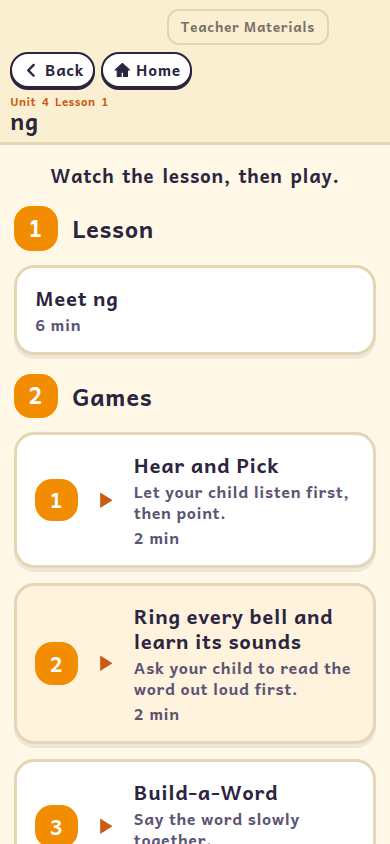 Teacher Materials
Back
Home
Unit 4 Lesson 1
ng
Watch the lesson, then play.
1
Lesson
Meet ng
6 min
2
Games
1
Hear and Pick
Let your child listen first,
then point.
2 min
2
Ring every bell and
learn its sounds
Ask your child to read the
word out loud first.
2 min
3
Build-a-Word
Say the word slowly
together.